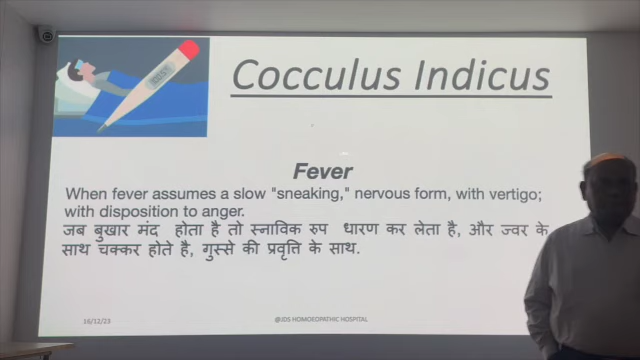 Cocculus Indicus
Fever
When fever assumes a slow "sneaking," nervous form, with vertigo;
with disposition to anger.
जब बुखार मंद होता है तो स्नाविक रुप धारण कर लेता है, और ज्वर के
साथ चक्कर होते है, गुस्से की प्रवृत्ति के साथ.
16/12/23
@JDS HOMOEOPATHIC HOSPITAL